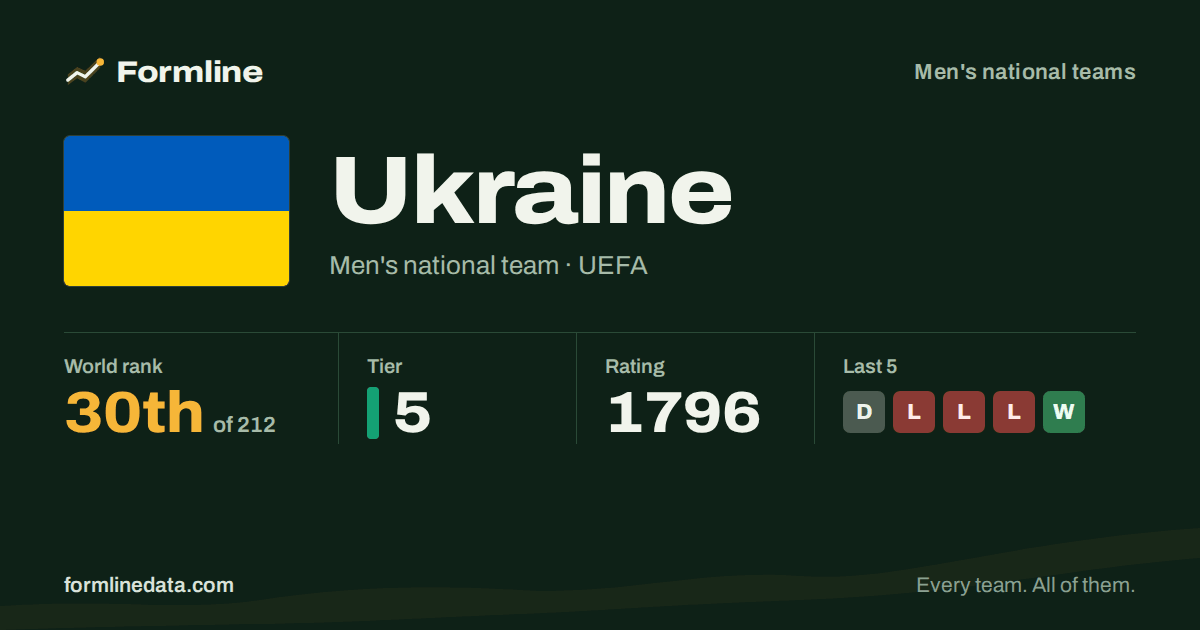 Formline
Men's national teams
Ukraine
Men's national team · UEFA
World rank
30th of 212
Tier
5
Rating
1796
Last 5
D L L L W
formlinedata.com
Every team. All of them.